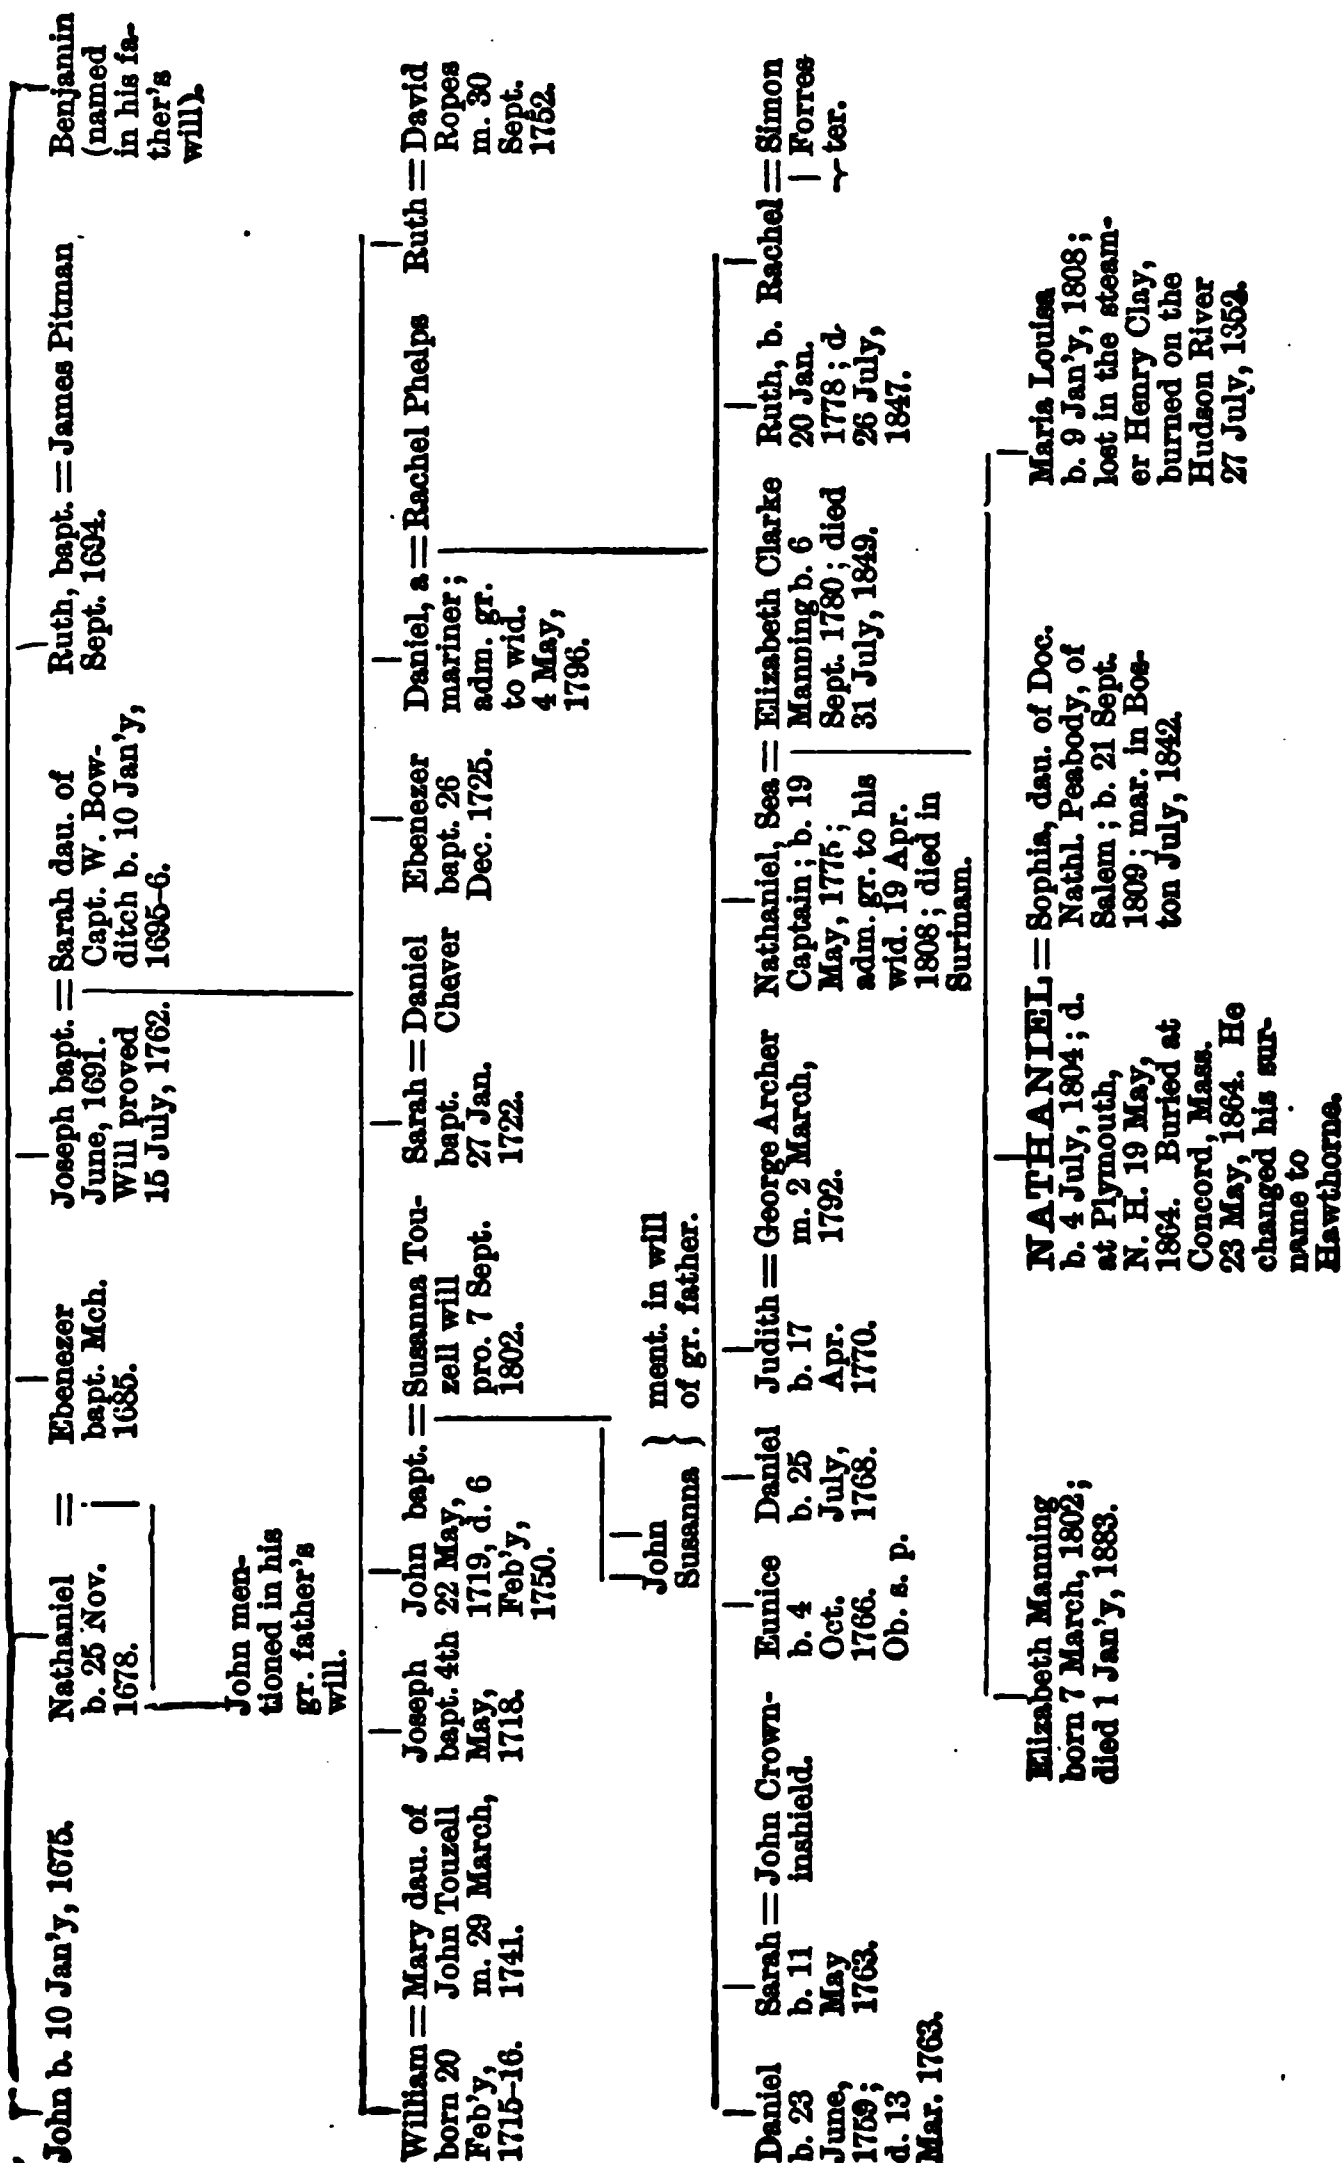 John b. 10 Jan'y, 1675.
Nathaniel =
b. 25 Nov.
1678.
John men-
tioned in his
gr. father's
will.
Ebenezer
bapt. Mch.
1685.
Joseph bapt. = Sarah dau. of
June, 1691. Capt. W. Bow-
Will proved ditch b. 10 Jan'y,
15 July, 1762. 1695-6.
Ruth, bapt. = James Pitman
Sept. 1694.
Benjamin
(named
in his fa-
ther's
will).
William = Mary dau. of
born 20 John Touzell
Feb'y, m. 29 March,
1715-16. 1741.
Joseph
bapt. 4th
May,
1718.
John bapt. = Susanna Tou-
22 May, zell will
1719, d. 6 pro. 7 Sept.
Feb'y, 1802.
1750.
John
Susanna } ment. in will
of gr. father.
Sarah = Daniel
bapt. Chever
27 Jan.
1722.
Ebenezer
bapt. 26
Dec. 1725.
Daniel, a = Rachel Phelps
mariner;
adm. gr.
to wid.
4 May,
1796.
Ruth = David
Ropes
m. 30
Sept.
1752.
Daniel
b. 23
June,
1759;
d. 13
Mar. 1763.
Sarah = John Crown-
b. 11 inshield.
May
1763.
Eunice
b. 4
Oct.
1766.
Ob. s. p.
Daniel
b. 25
July,
1768.
Judith = George Archer
b. 17 m. 2 March,
Apr. 1792.
1770.
Nathaniel, Sea = Elizabeth Clarke
Captain; b. 19 Manning b. 6
May, 1775; Sept. 1780; died
adm. gr. to his 31 July, 1849.
wid. 19 Apr.
1808; died in
Surinam.
Ruth, b.
20 Jan.
1778; d.
26 July,
1847.
Rachel = Simon
Forres
ter.
Elizabeth Manning
born 7 March, 1802;
died 1 Jan'y, 1883.
NATHANIEL = Sophia, dau. of Doc.
b. 4 July, 1804; d. Nathl. Peabody, of
at Plymouth, Salem; b. 21 Sept.
N. H. 19 May, 1809; mar. in Bos-
1864. Buried at ton July, 1842.
Concord, Mass.
23 May, 1864. He
changed his sur-
name to
Hawthorne.
Maria Louisa
b. 9 Jan'y, 1808;
lost in the steam-
er Henry Clay,
burned on the
Hudson River
27 July, 1352.